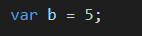 var b = 5;